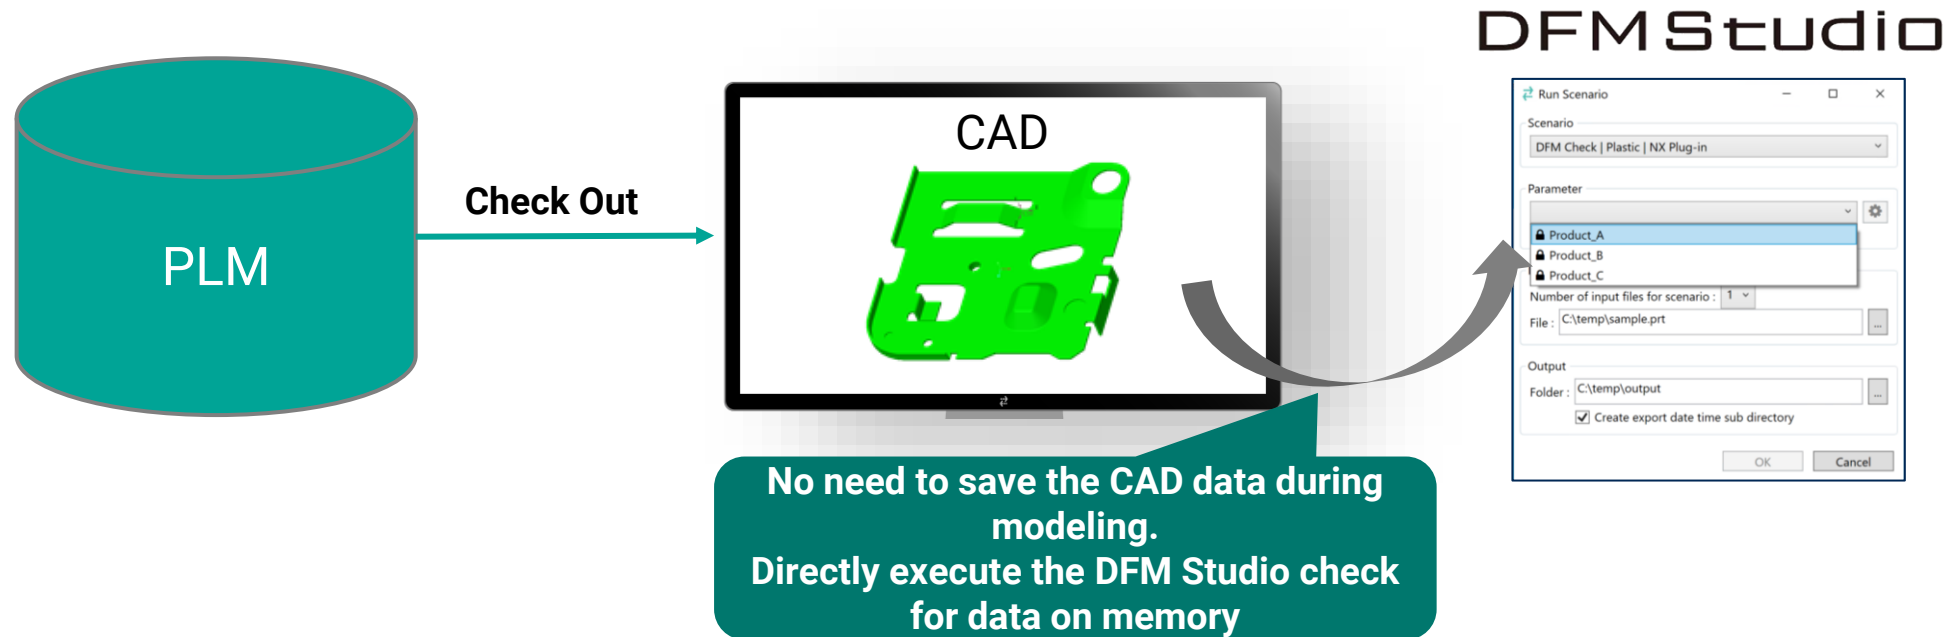 DFM Studio
PLM
Check Out
CAD
No need to save the CAD data during
modeling.
Directly execute the DFM Studio check
for data on memory
Run Scenario
Scenario
DFM Check | Plastic | NX Plug-in
Parameter
Product_A
Product_B
Product_C
Number of input files for scenario : 1
File : C:\temp\sample.prt
...
Output
Folder : C:\temp\output
...
Create export date time sub directory
OK Cancel